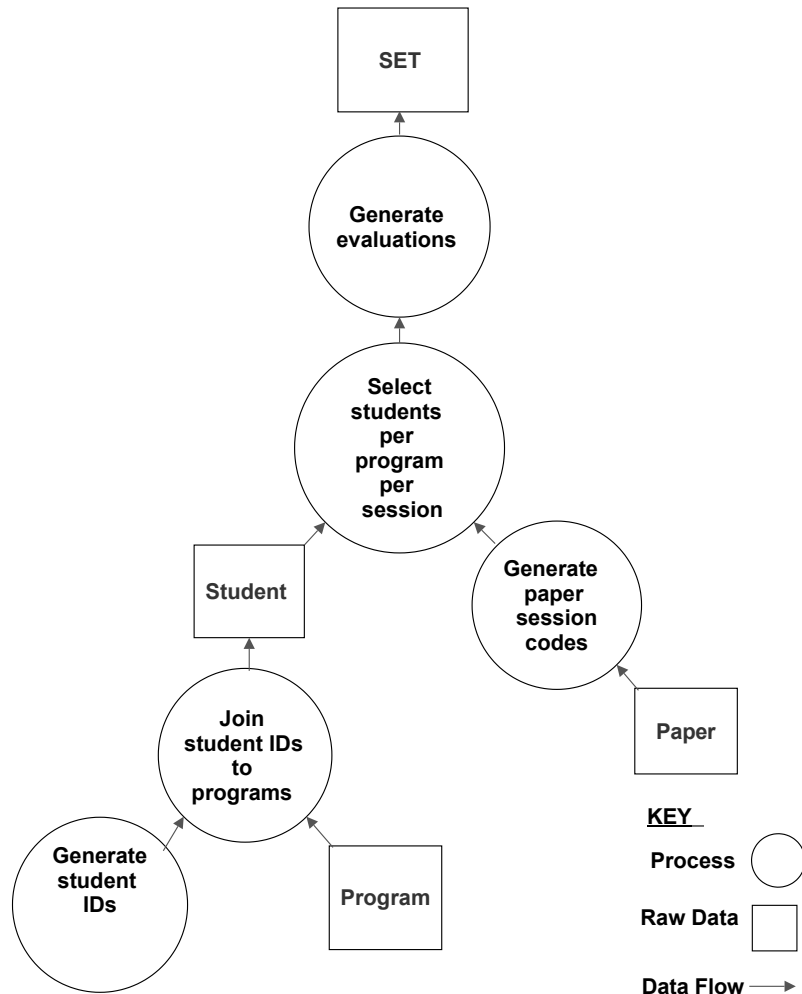 SET
Generate
evaluations
Select
students
per
program
per
session
Student
Generate
paper
session
codes
Join
student IDs
to
programs
Paper
Generate
student
IDs
Program
KEY
Process
Raw Data
Data Flow